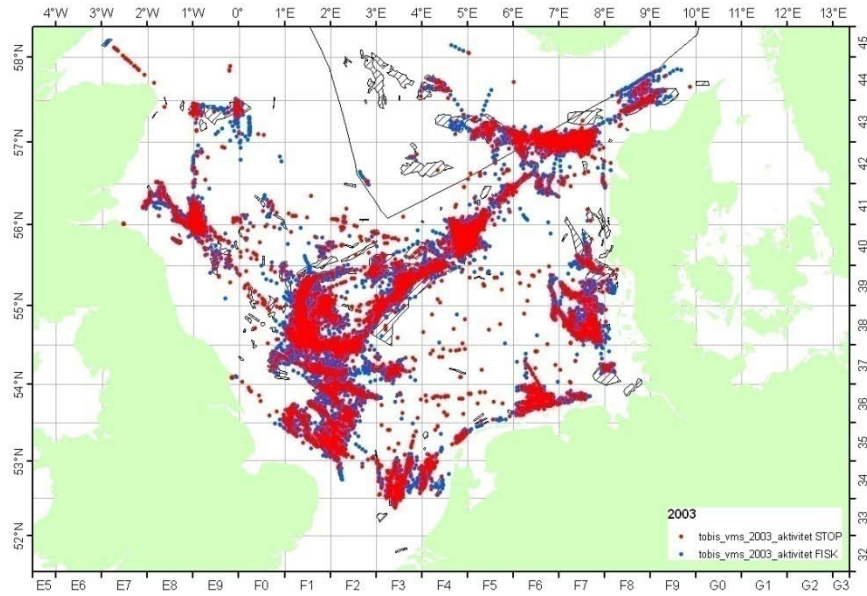 4°W 3°W 2°W 1°W 0° 1°E 2°E 3°E 4°E 5°E 6°E 7°E 8°E 9°E 10°E 11°E 12°E 13°E
58°N 45
44
57°N 43
42
56°N 41
40
55°N 39
38
54°N 37
36
53°N 35
34
33
52°N 32
2003
tobis_vms_2003_aktivitet STOP
tobis_vms_2003_aktivitet FISK
E5 E6 E7 E8 E9 F0 F1 F2 F3 F4 F5 F6 F7 F8 F9 G0 G1 G2 G3